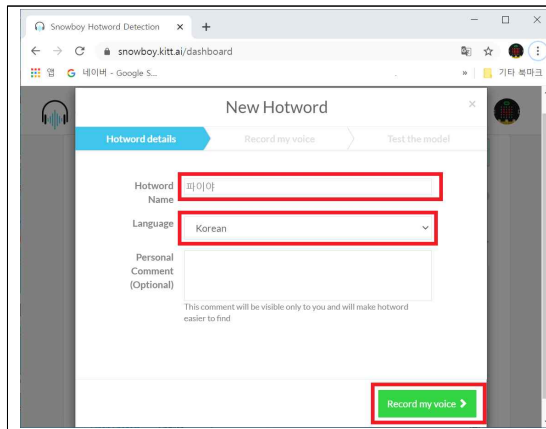 Snowboy Hotword Detection
snowboy.kitt.ai/dashboard
앱 네이버 - Google S... » 기타 북마크
New Hotword
Hotword details Record my voice Test the model
Hotword Name 파이야
Language Korean
Personal Comment (Optional)
This comment will be visible only to you and will make hotword
easier to find
Record my voice